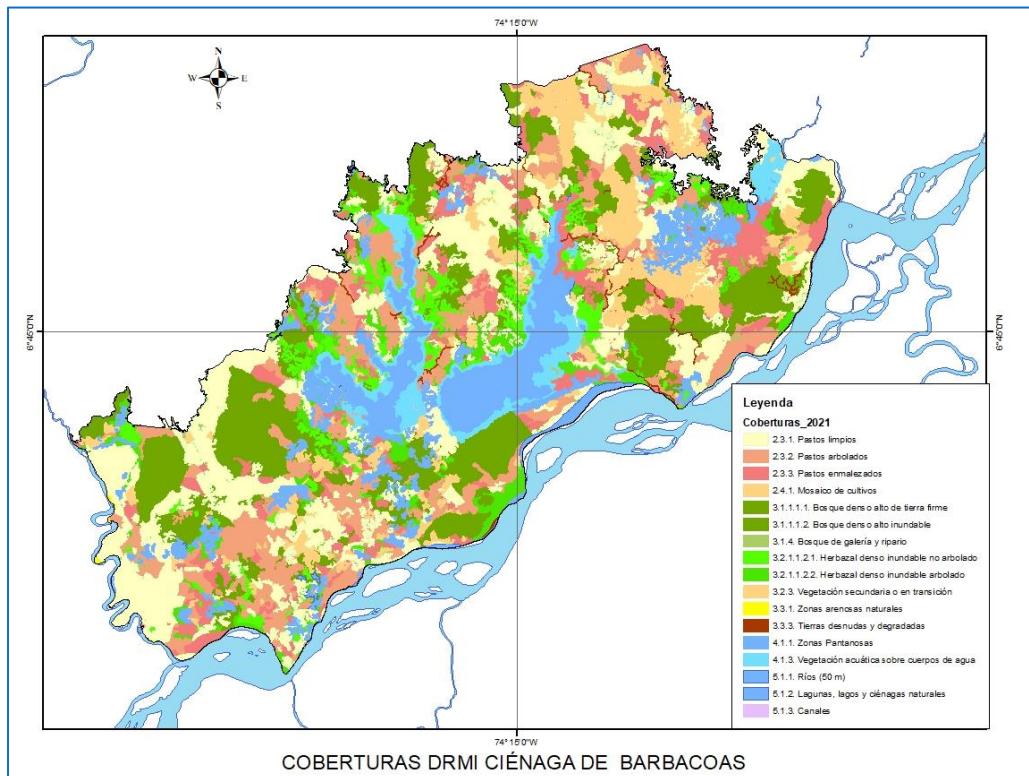 74°15'0"W
N
W E
S
6°45'0"N
6°45'0"N
Leyenda
Coberturas_2021
2.3.1. Pastos limpios
2.3.2. Pastos arbolados
2.3.3. Pastos enmalezados
2.4.1. Mosaico de cultivos
3.1.1.1.1. Bosque denso alto de tierra firme
3.1.1.1.2. Bosque denso alto inundable
3.1.4. Bosque de galería y ripario
3.2.1.1.2.1. Herbazal denso inundable no arbolado
3.2.1.1.2.2. Herbazal denso inundable arbolado
3.2.3. Vegetación secundaria o en transición
3.3.1. Zonas arenosas naturales
3.3.3. Tierras desnudas y degradadas
4.1.1. Zonas Pantanosas
4.1.3. Vegetación acuática sobre cuerpos de agua
5.1.1. Ríos (50 m)
5.1.2. Lagunas, lagos y ciénagas naturales
5.1.3. Canales
74°15'0"W
COBERTURAS DRMI CIÉNAGA DE BARBACOAS